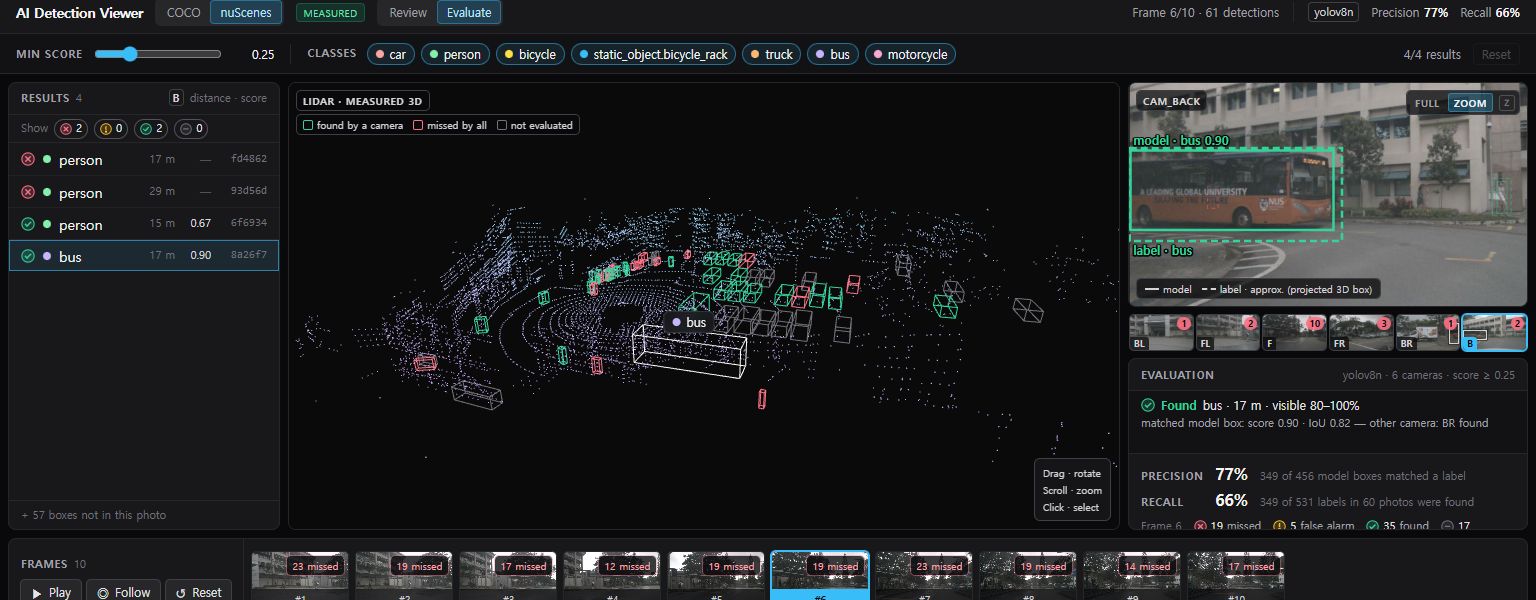 AI Detection Viewer COCO nuScenes MEASURED Review Evaluate Frame 6/10 · 61 detections yolov8n Precision 77% Recall 66%
MIN SCORE 0.25 CLASSES car person bicycle static_object.bicycle_rack truck bus motorcycle 4/4 results Reset
RESULTS 4 B distance · score
Show 2 0 2 0
person 17 m — fd4862
person 29 m — 93d56d
person 15 m 0.67 6f6934
bus 17 m 0.90 8a26f7
+ 57 boxes not in this photo
LIDAR · MEASURED 3D
found by a camera missed by all not evaluated
bus
Drag · rotate
Scroll · zoom
Click · select
CAM_BACK FULL ZOOM Z
model · bus 0.90
A LEADING GLOBAL UNIVERSITY
SHAPING THE FUTURE
NUS
label · bus
model label · approx. (projected 3D box)
1 2 10 3 1 2
BL FL F FR BR B
EVALUATION yolov8n · 6 cameras · score ≥ 0.25
Found bus · 17 m · visible 80–100%
matched model box: score 0.90 · IoU 0.82 — other camera: BR found
PRECISION 77% 349 of 456 model boxes matched a label
RECALL 66% 349 of 531 labels in 60 photos were found
Frame 6 19 missed 5 false alarm 35 found 17
FRAMES 10
Play Follow Reset
23 missed 19 missed 17 missed 12 missed 19 missed 19 missed 23 missed 19 missed 14 missed 17 missed
#1 #2 #3 #4 #5 #6 #7 #8 #9 #10